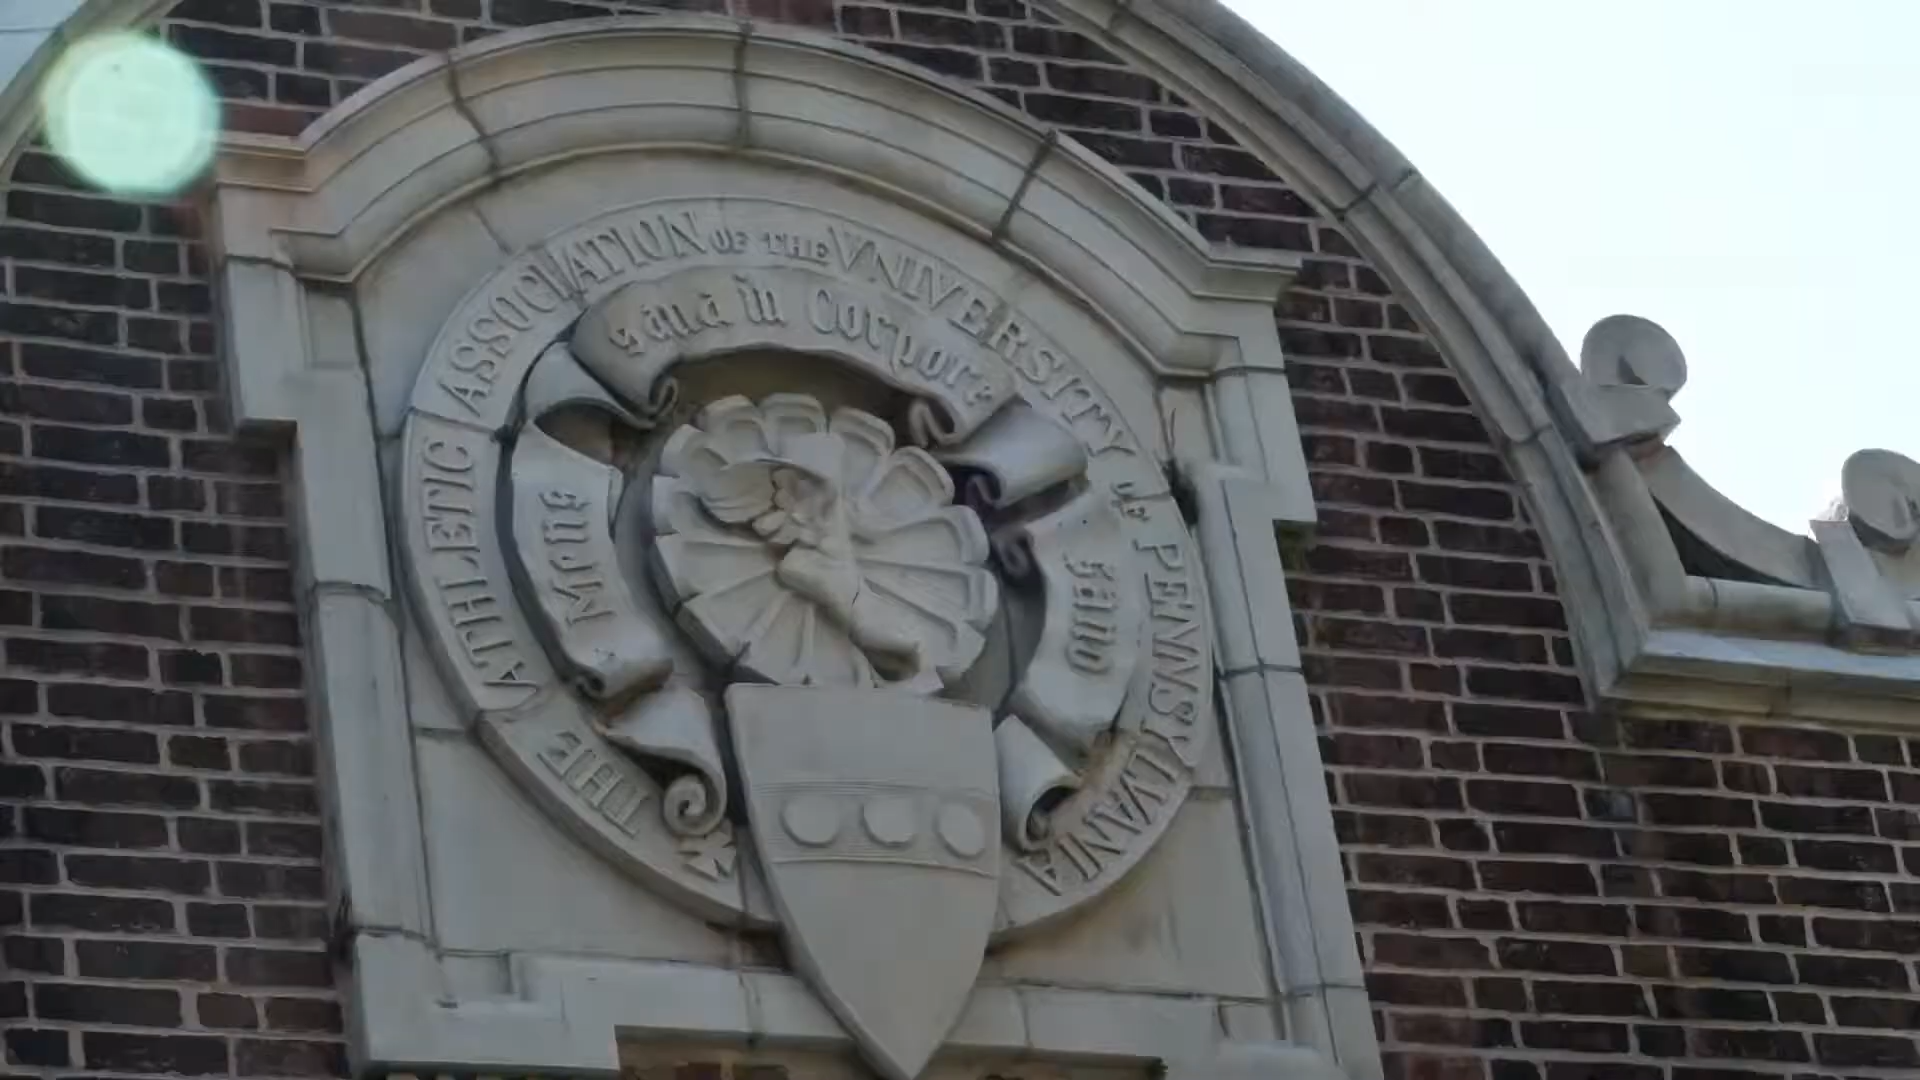 THE ATHLETIC ASSOCIATION OF THE VNIVERSITY OF PENNSYLVANIA
Mens
sana in Corpore
sano